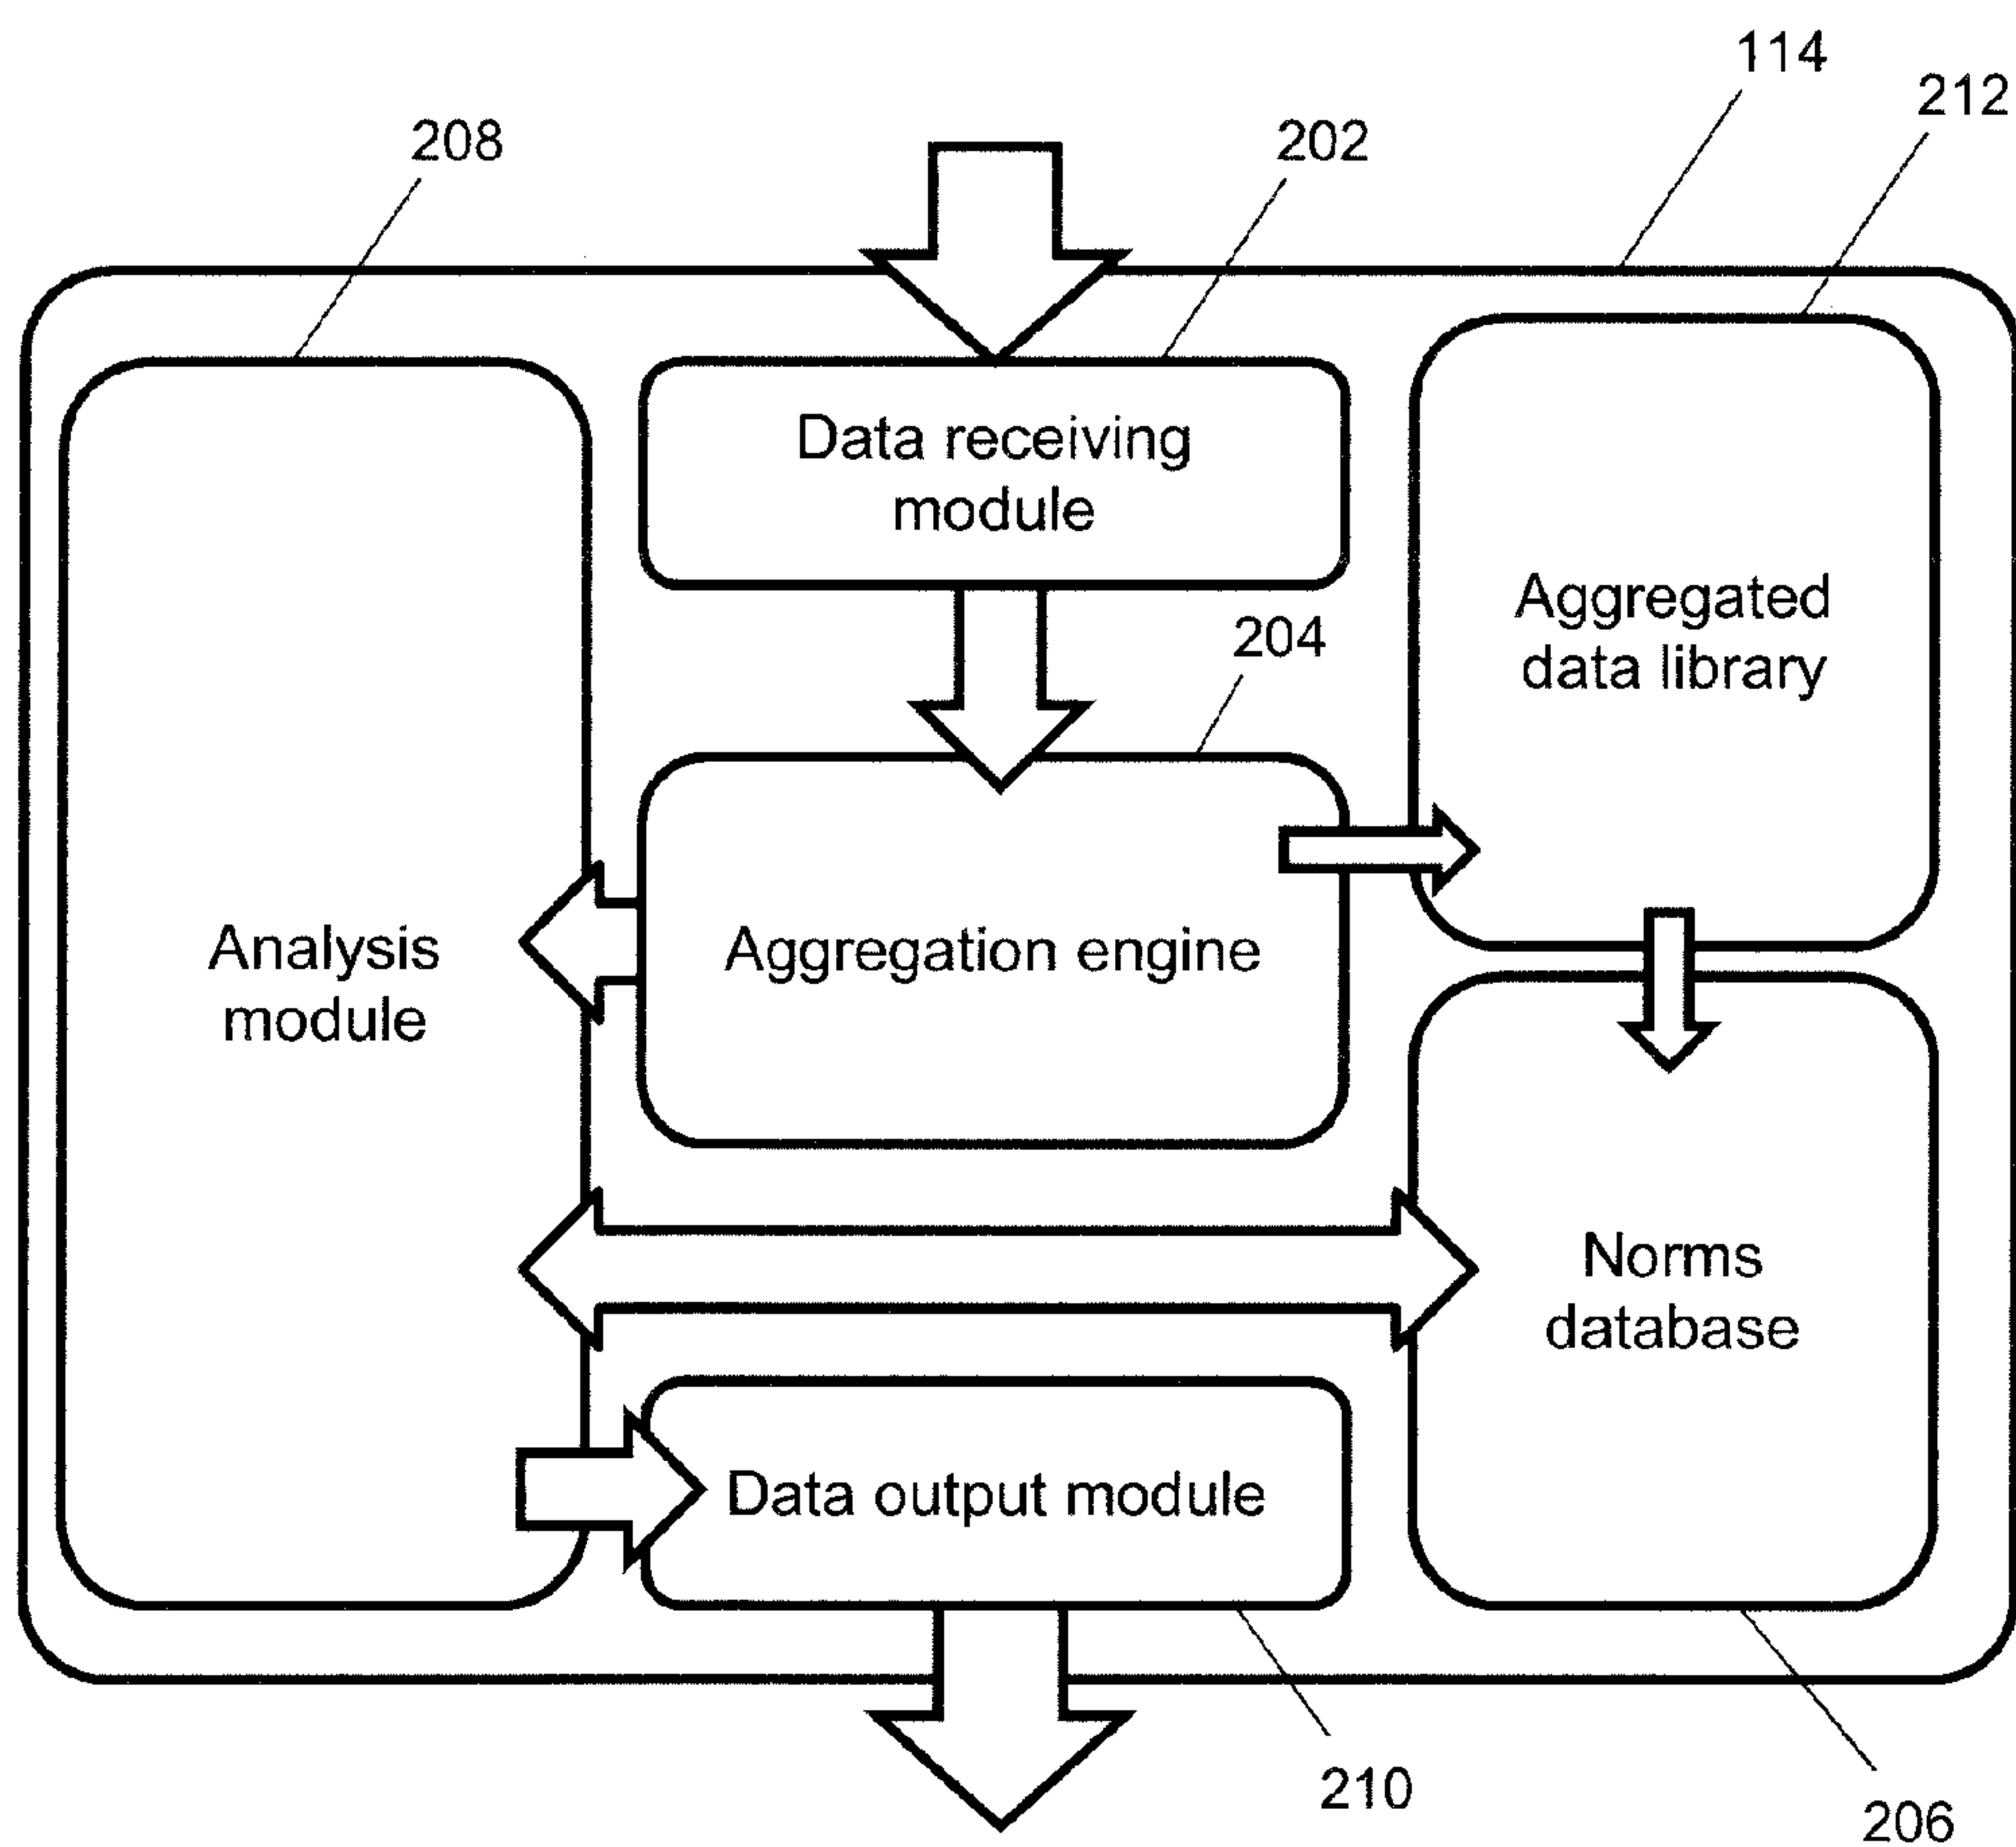 114
212
208
202
Data receiving
module
204
Aggregated
data library
Analysis
module
Aggregation engine
Norms
database
Data output module
210
206